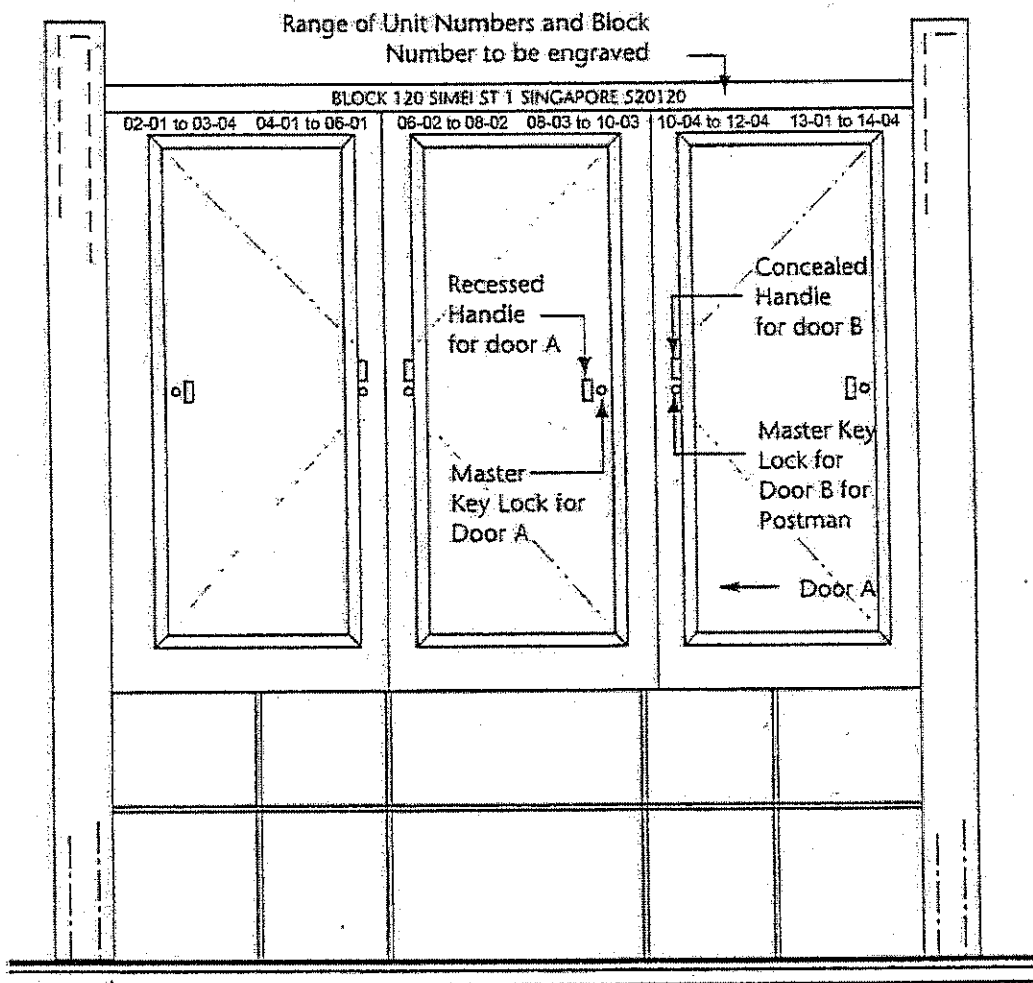 Range of Unit Numbers and Block
Number to be engraved
BLOCK 120 SIMEI ST 1 SINGAPORE 520120
02-01 to 03-04 04-01 to 06-01 06-02 to 08-02 08-03 to 10-03 10-04 to 12-04 13-01 to 14-04
Recessed
Handle
for door A
Concealed
Handle
for door B
Master
Key Lock for
Door A
Master Key
Lock for
Door B for
Postman
Door A